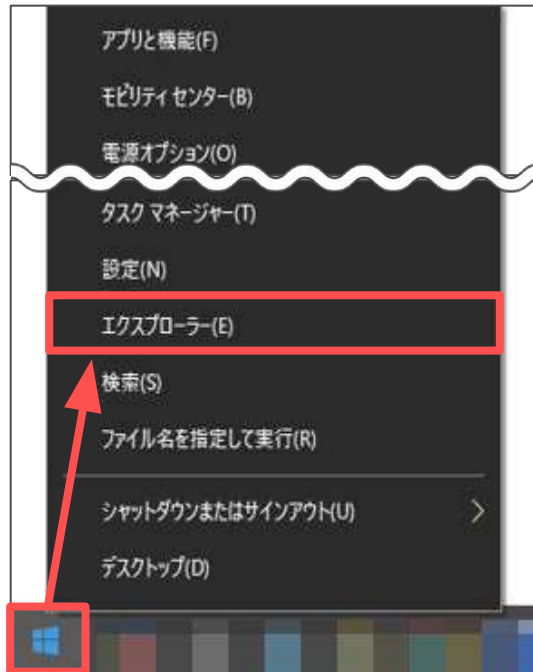 アプリと機能(F)
モビリティ センター(B)
電源オプション(O)
タスク マネージャー(T)
設定(N)
エクスプローラー(E)
検索(S)
ファイル名を指定して実行(R)
シャットダウンまたはサインアウト(U)
デスクトップ(D)